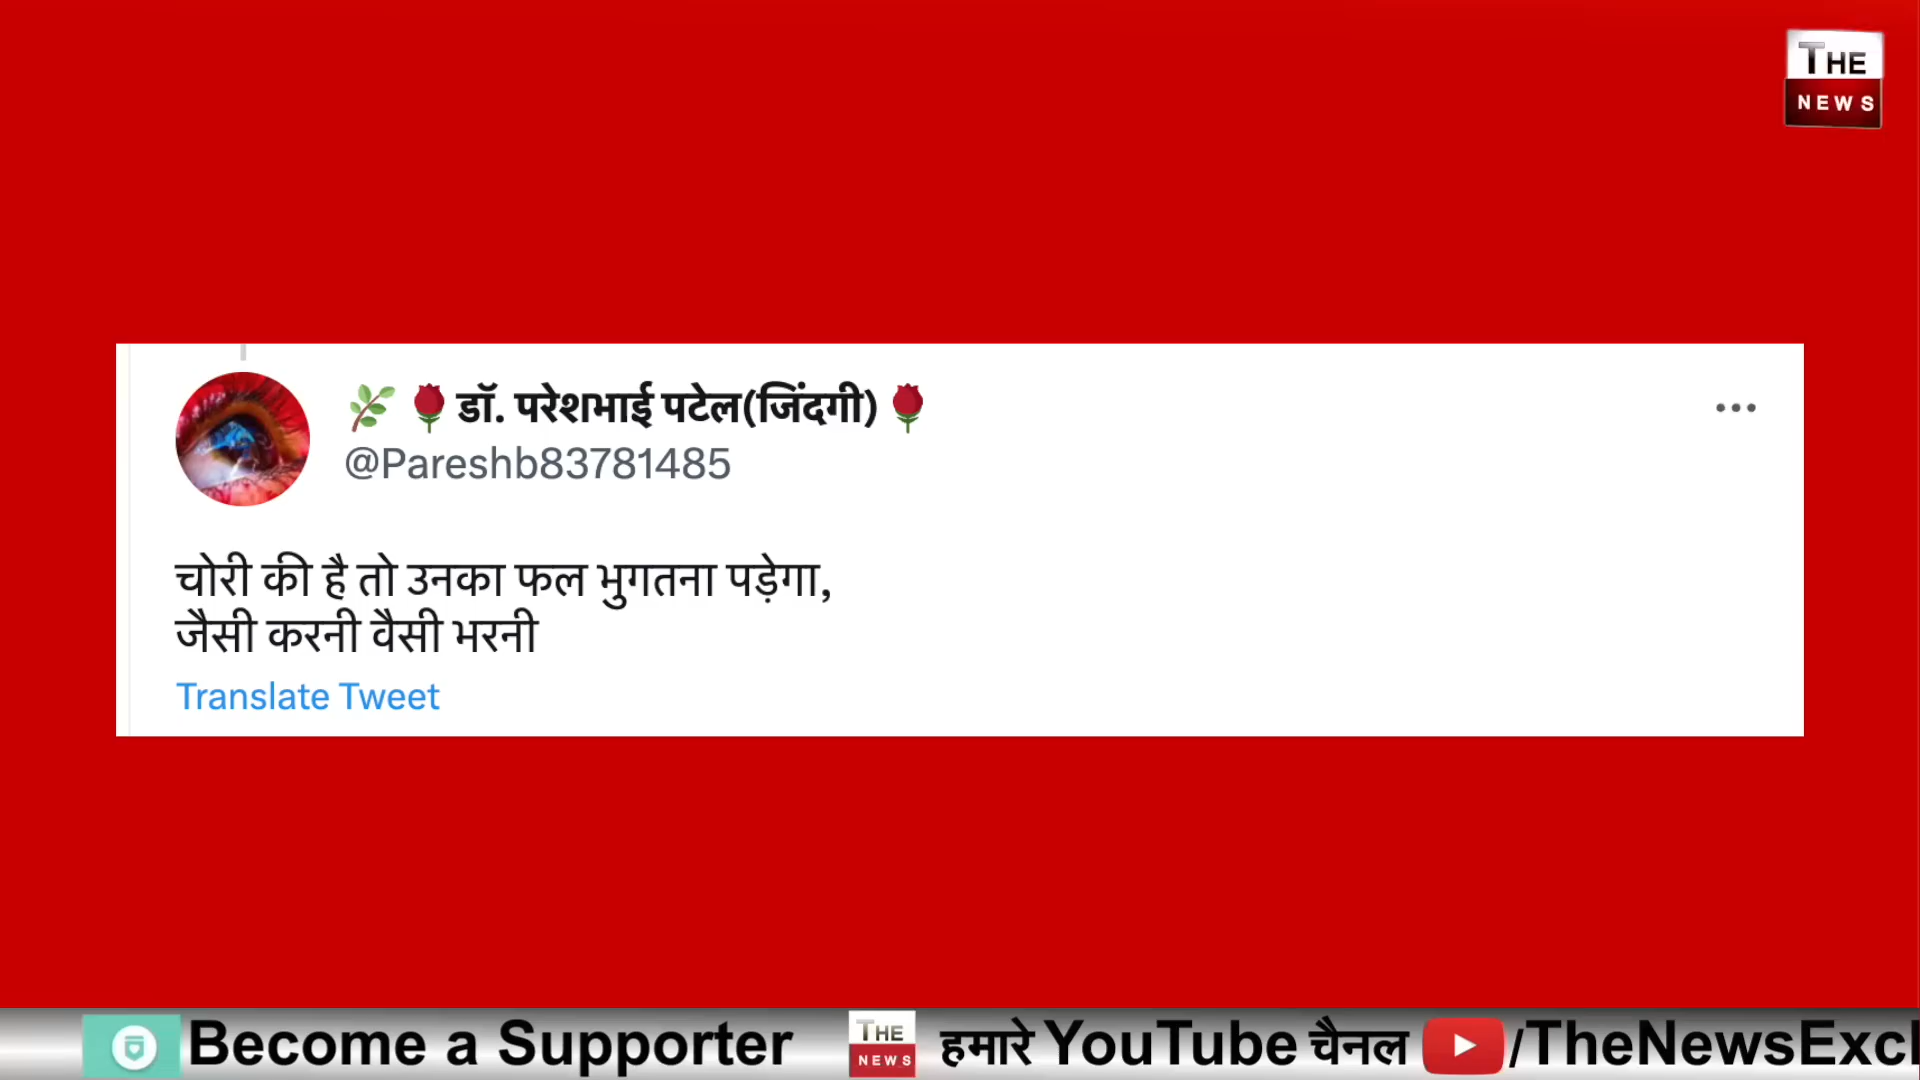 THE
NEWS
🌿🌹डॉ. परेशभाई पटेल(जिंदगी)🌹
@Pareshb83781485
चोरी की है तो उनका फल भुगतना पड़ेगा,
जैसी करनी वैसी भरनी
Translate Tweet
Become a Supporter THE NEWS हमारे YouTube चैनल /TheNewsExcl